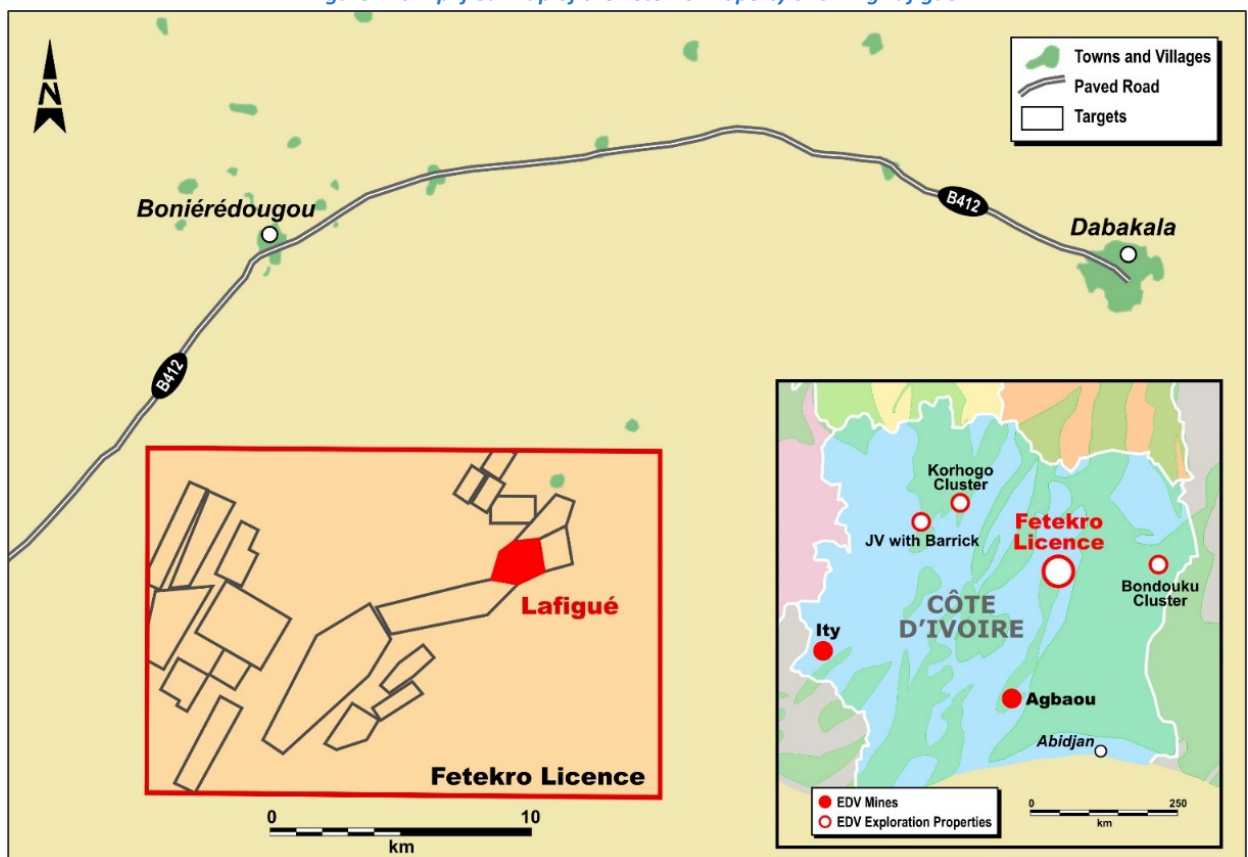 N
Towns and Villages
Paved Road
Targets
Boniérédougou
B412
Dabakala
B412
Lafigué
Fetekro Licence
0 10
km
Korhogo
Cluster
JV with Barrick
Fetekro
Licence
Bondouku
Cluster
CÔTE
D'IVOIRE
Ity
Agbaou
Abidjan
EDV Mines
EDV Exploration Properties
0 250
km